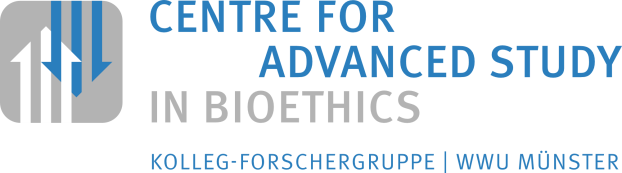 CENTRE FOR
ADVANCED STUDY
IN BIOETHICS
KOLLEG-FORSCHERGRUPPE | WWU MÜNSTER